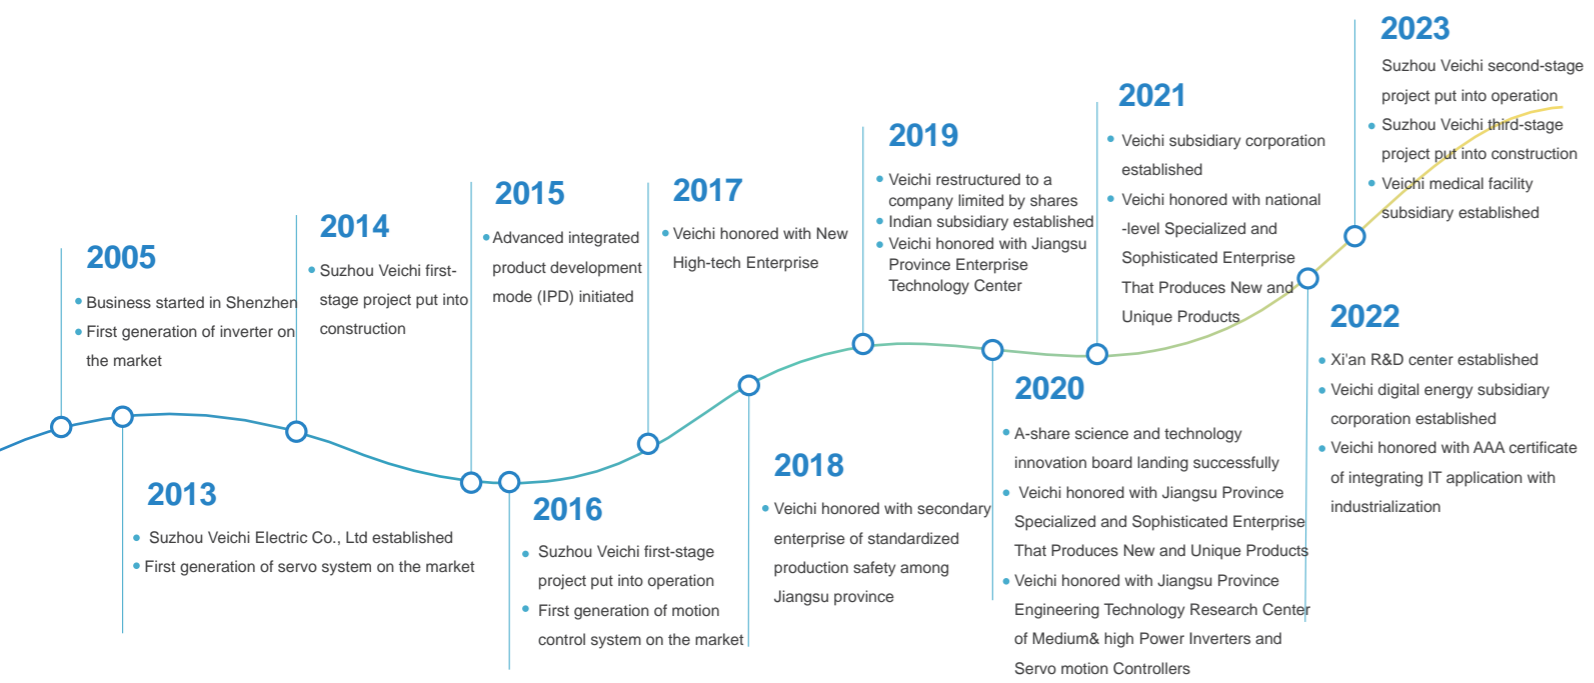 2005
Business started in Shenzhen
First generation of inverter on
the market
2013
Suzhou Veichi Electric Co., Ltd established
First generation of servo system on the market
2014
Suzhou Veichi first-
stage project put into
construction
2015
Advanced integrated
product development
mode (IPD) initiated
2016
Suzhou Veichi first-stage
project put into operation
First generation of motion
control system on the market
2017
Veichi honored with New
High-tech Enterprise
2018
Veichi honored with secondary
enterprise of standardized
production safety among
Jiangsu province
2019
Veichi restructured to a
company limited by shares
Indian subsidiary established
Veichi honored with Jiangsu
Province Enterprise
Technology Center
2020
A-share science and technology
innovation board landing successfully
Veichi honored with Jiangsu Province
Specialized and Sophisticated Enterprise
That Produces New and Unique Products
Veichi honored with Jiangsu Province
Engineering Technology Research Center
of Medium& high Power Inverters and
Servo motion Controllers
2021
Veichi subsidiary corporation
established
Veichi honored with national
-level Specialized and
Sophisticated Enterprise
That Produces New and
Unique Products
2022
Xi'an R&D center established
Veichi digital energy subsidiary
corporation established
Veichi honored with AAA certificate
of integrating IT application with
industrialization
2023
Suzhou Veichi second-stage
project put into operation
Suzhou Veichi third-stage
project put into construction
Veichi medical facility
subsidiary established